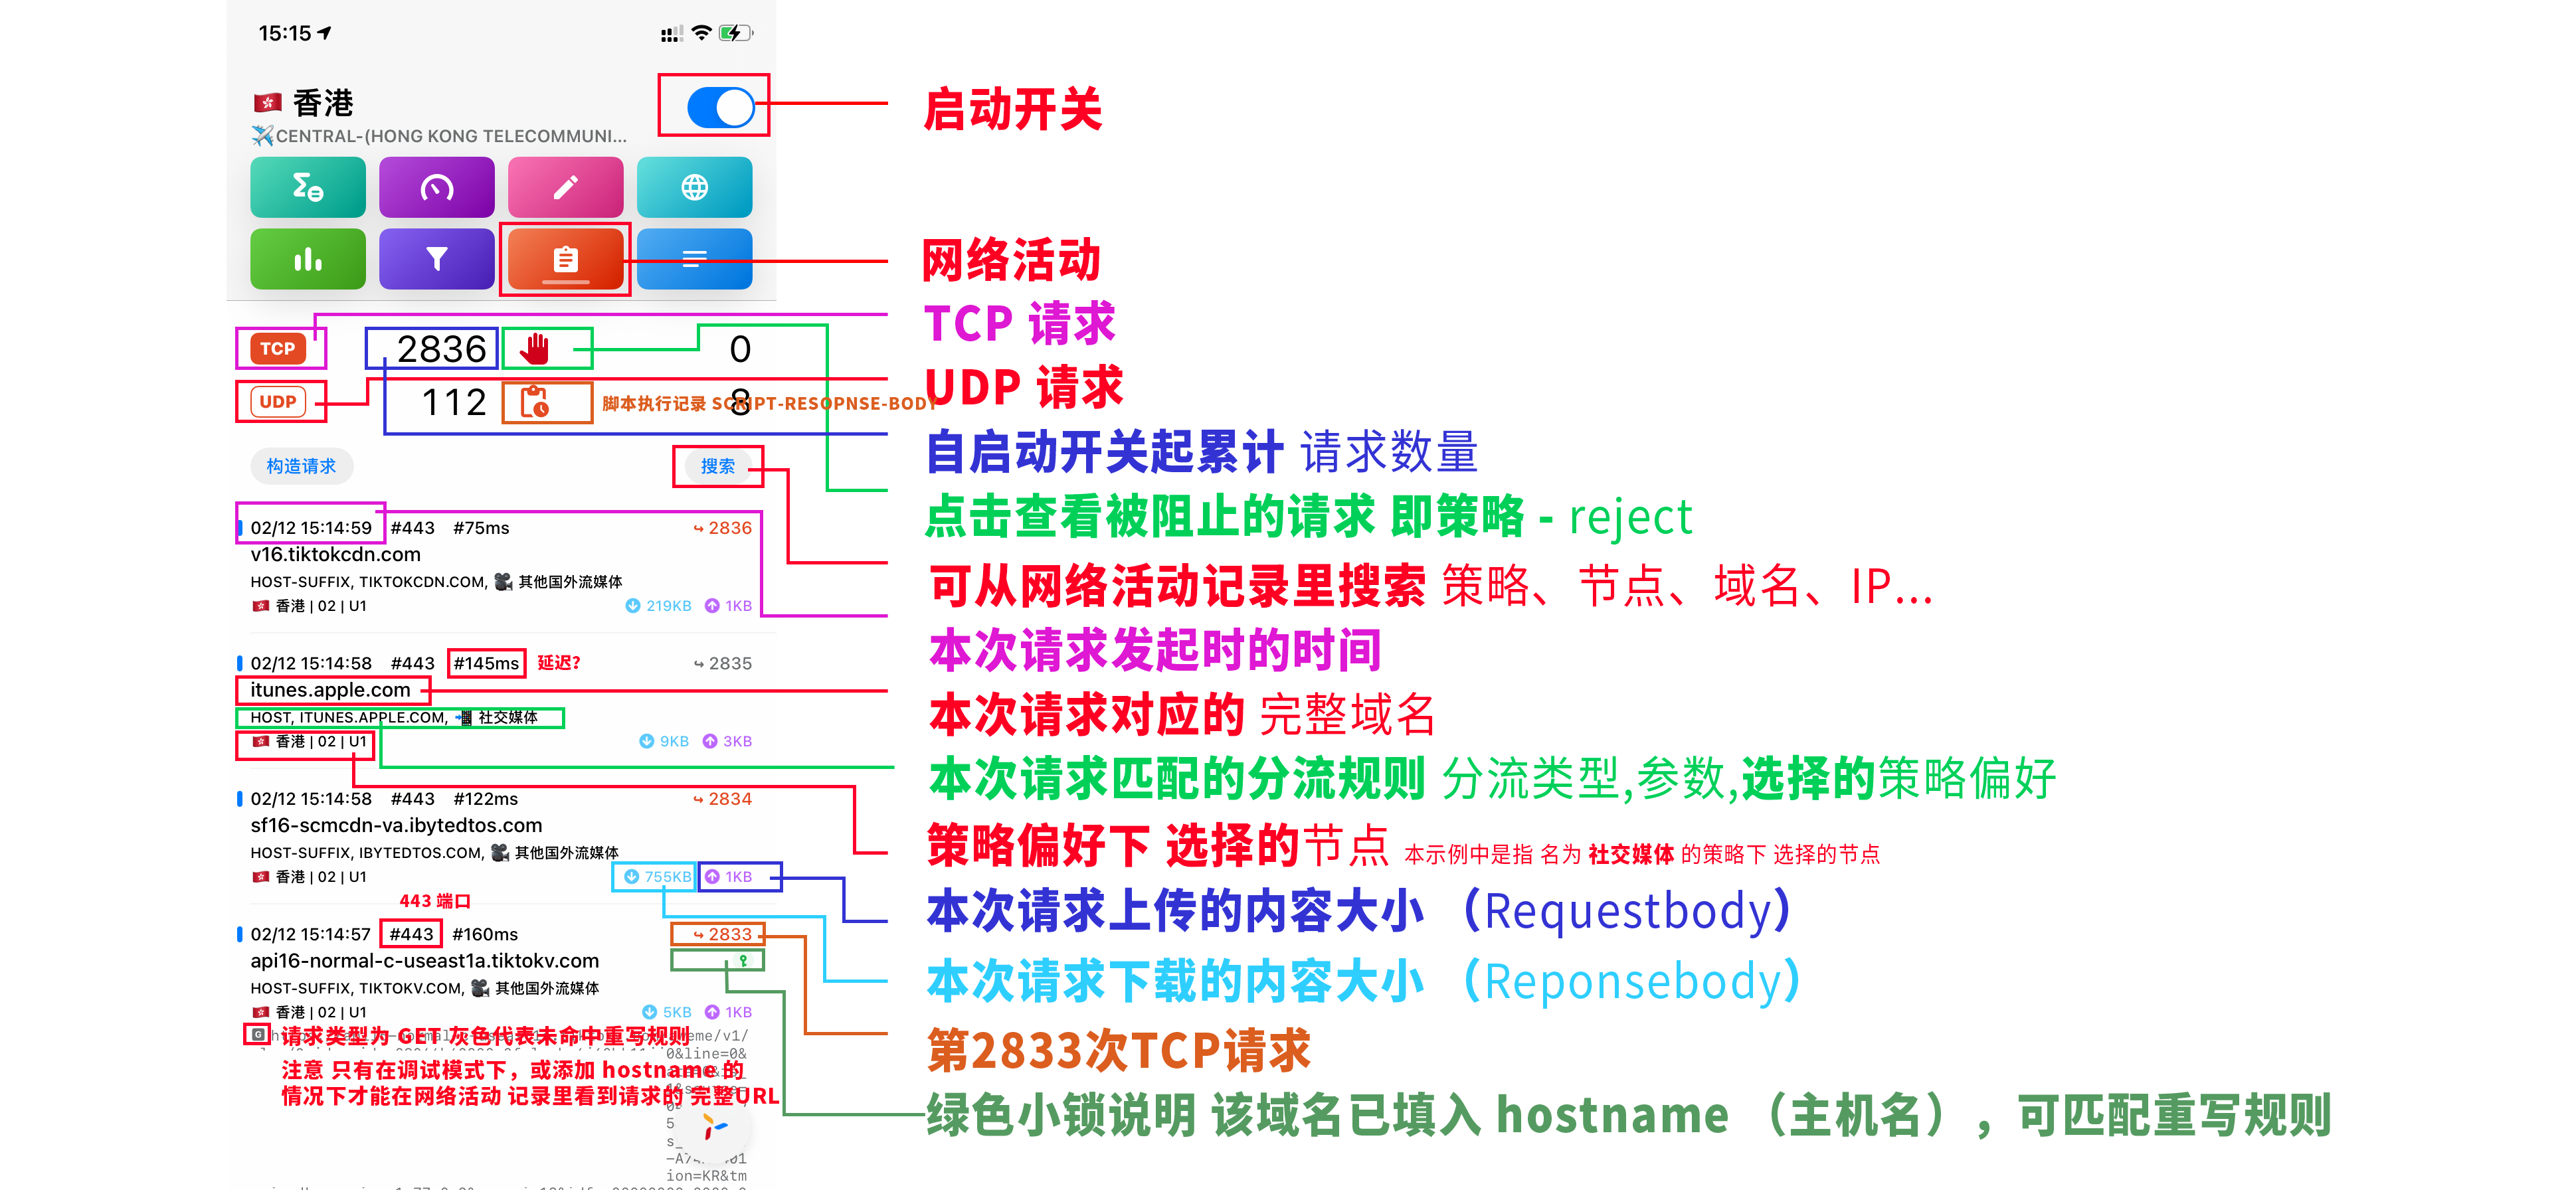 15:15
🇭🇰 香港
✈️CENTRAL-(HONG KONG TELECOMMUNI...
启动开关
网络活动
TCP 请求
TCP 2836 0
UDP 请求
UDP 112 8
脚本执行记录 SCRIPT-RESOPNSE-BODY
自启动开关起累计 请求数量
构造请求 搜索
点击查看被阻止的请求 即策略 - reject
02/12 15:14:59 #443 #75ms ↪ 2836
v16.tiktokcdn.com
HOST-SUFFIX, TIKTOKCDN.COM, 🎥 其他国外流媒体
🇭🇰 香港 | 02 | U1 219KB 1KB
可从网络活动记录里搜索 策略、节点、域名、IP...
本次请求发起时的时间
02/12 15:14:58 #443 #145ms 延迟? ↪ 2835
itunes.apple.com
本次请求对应的 完整域名
HOST, ITUNES.APPLE.COM, 📲 社交媒体
🇭🇰 香港 | 02 | U1 9KB 3KB
本次请求匹配的分流规则 分流类型,参数,选择的策略偏好
02/12 15:14:58 #443 #122ms ↪ 2834
sf16-scmcdn-va.ibytedtos.com
HOST-SUFFIX, IBYTEDTOS.COM, 🎥 其他国外流媒体
🇭🇰 香港 | 02 | U1 755KB 1KB
策略偏好下 选择的节点 本示例中是指 名为 社交媒体 的策略下 选择的节点
443 端口
本次请求上传的内容大小 （Requestbody）
02/12 15:14:57 #443 #160ms ↪ 2833
api16-normal-c-useast1a.tiktokv.com
HOST-SUFFIX, TIKTOKV.COM, 🎥 其他国外流媒体
🇭🇰 香港 | 02 | U1 5KB 1KB
本次请求下载的内容大小 （Reponsebody）
G 请求类型为 GET 灰色代表未命中重写规则
eme/v1/
0&line=0&
第2833次TCP请求
注意 只有在调试模式下，或添加 hostname 的
情况下才能在网络活动 记录里看到请求的 完整URL
绿色小锁说明 该域名已填入 hostname （主机名），可匹配重写规则
ion=KR&tm